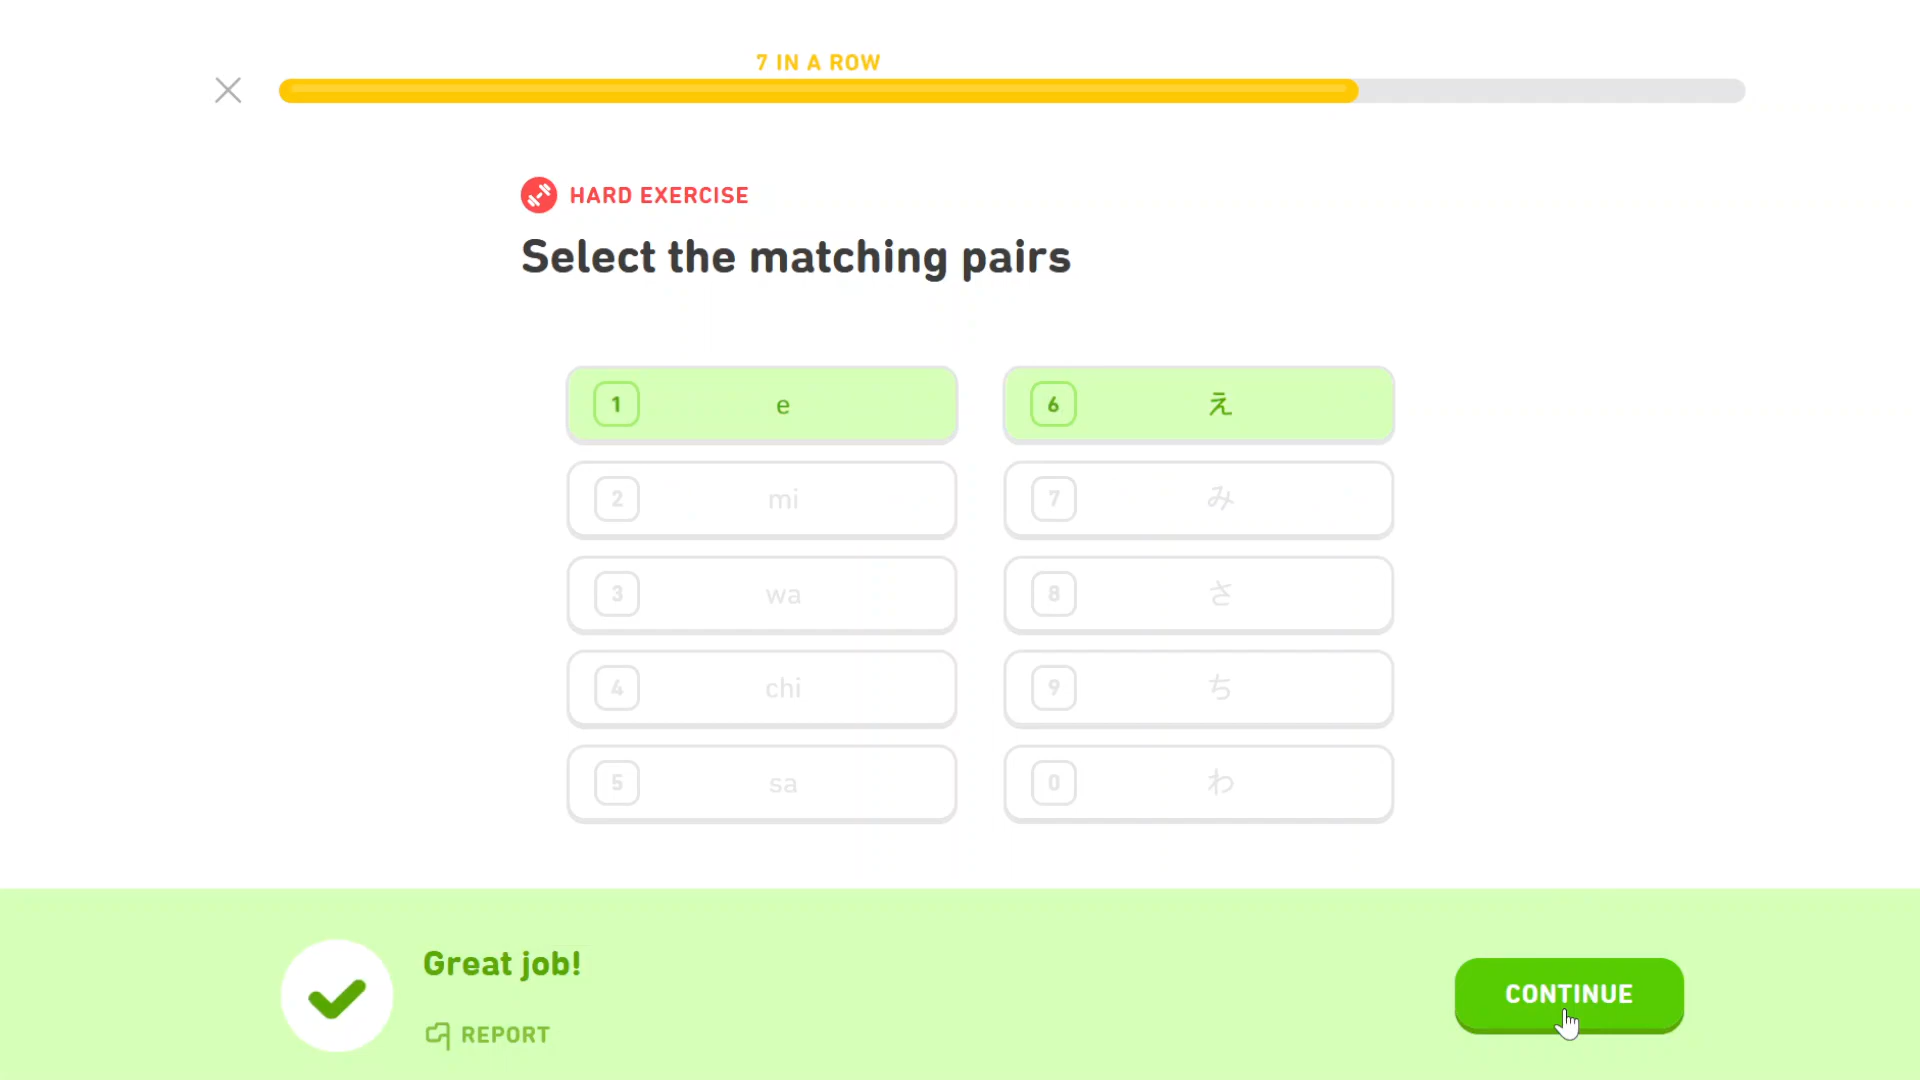 7 IN A ROW
HARD EXERCISE
Select the matching pairs
1 e 6 え
2 mi 7 み
3 wa 8 さ
4 chi 9 ち
5 sa 0 わ
Great job!
REPORT
CONTINUE